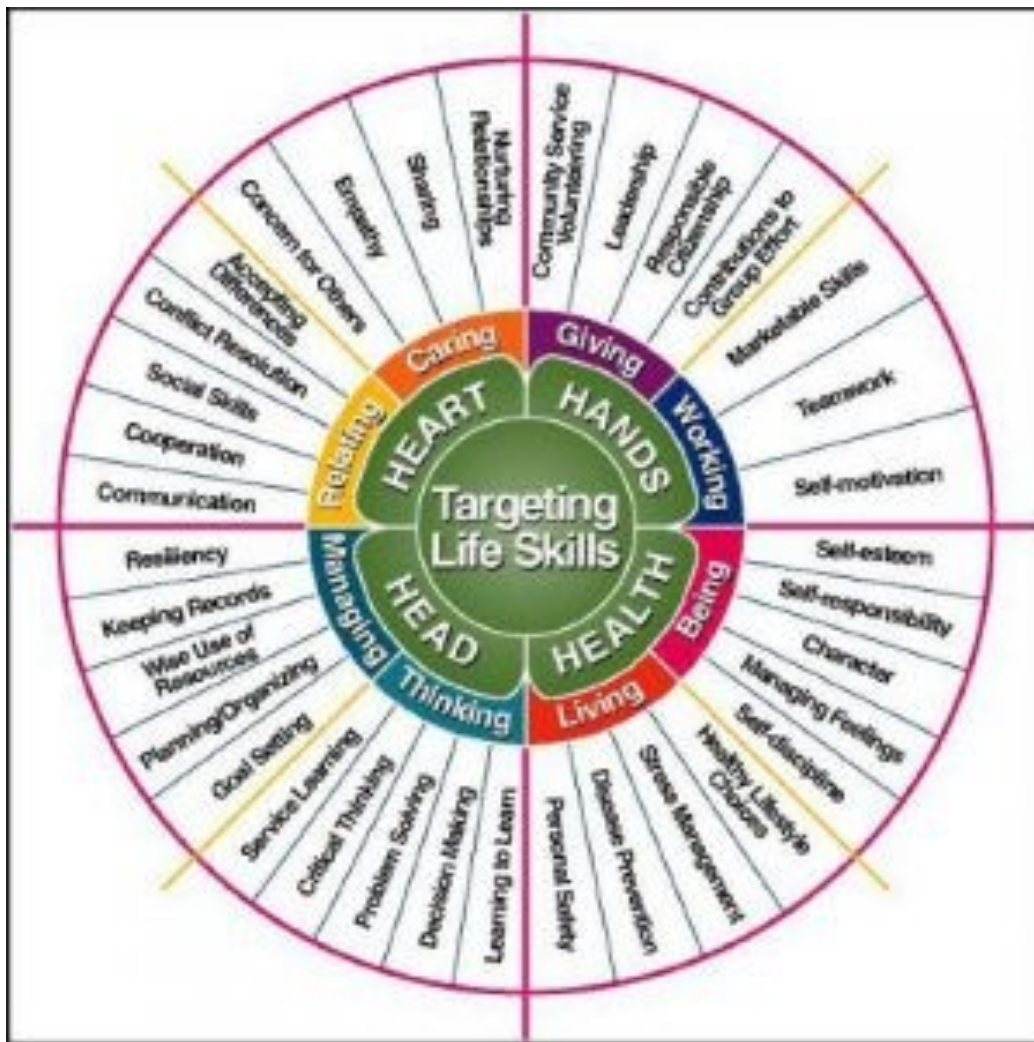 Targeting
Life Skills
HEART
HANDS
HEALTH
HEAD
Caring
Giving
Working
Being
Living
Thinking
Managing
Relating
Nurturing
Relationships
Sharing
Empathy
Concern for Others
Accepting
Differences
Conflict Resolution
Social Skills
Cooperation
Communication
Community Service
Volunteering
Leadership
Responsible
Citizenship
Contributions to
Group Effort
Marketable Skills
Teamwork
Self-motivation
Self-esteem
Self-responsibility
Character
Managing Feelings
Self-discipline
Healthy Lifestyle
Choices
Stress Management
Disease Prevention
Personal Safety
Learning to Learn
Decision Making
Problem Solving
Critical Thinking
Service Learning
Goal Setting
Planning/Organizing
Wise Use of
Resources
Keeping Records
Resiliency